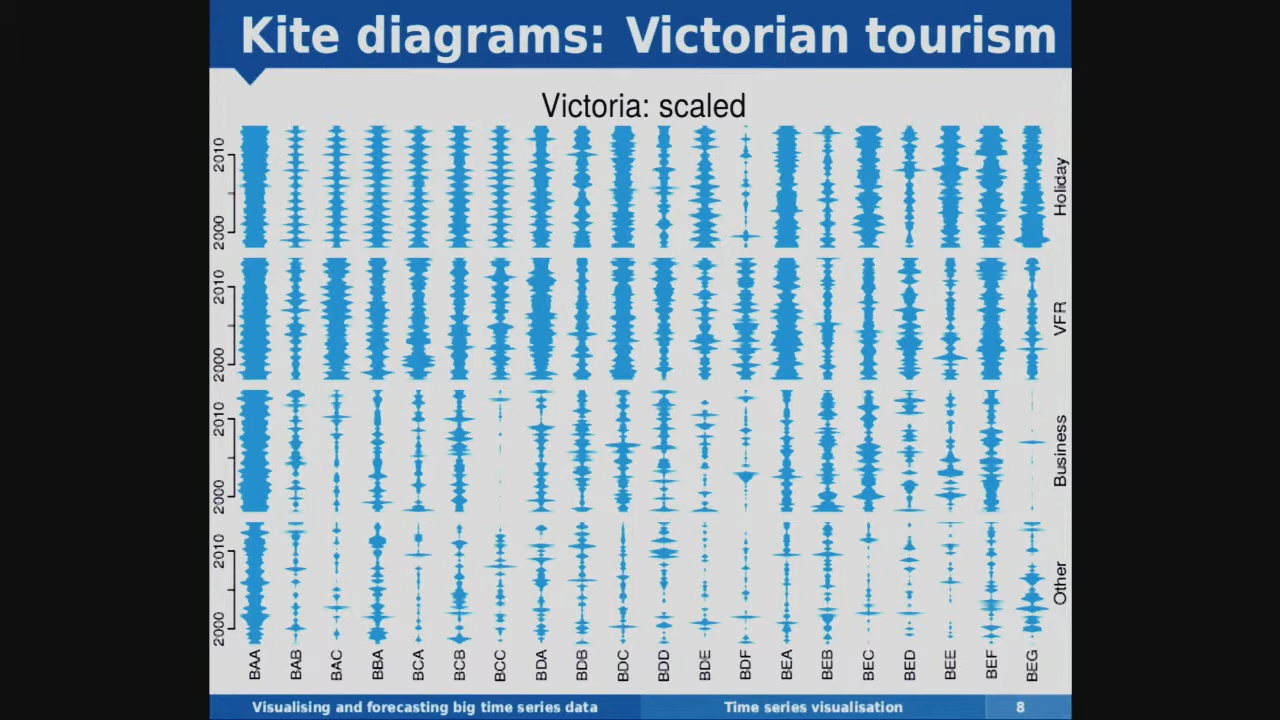 Kite diagrams: Victorian tourism
Victoria: scaled
2000 2010 Holiday
2000 2010 VFR
2000 2010 Business
2000 2010 Other
BAA BAB BAC BBA BCA BCB BCC BDA BDB BDC BDD BDE BDF BEA BEB BEC BED BEE BEF BEG
Visualising and forecasting big time series data Time series visualisation 8